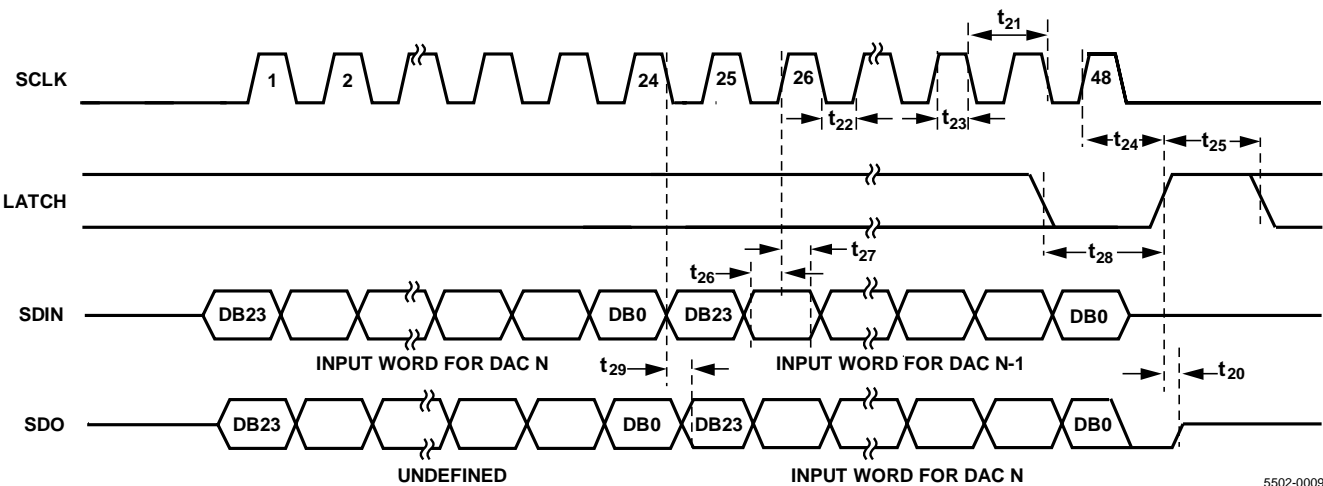 t21
SCLK
1
2
24
25
26
48
t22
t23
t24
t25
LATCH
t28
t27
t26
SDIN
DB23
DB0
DB23
DB0
INPUT WORD FOR DAC N
INPUT WORD FOR DAC N-1
t29
t20
SDO
DB23
DB0
DB23
DB0
UNDEFINED
INPUT WORD FOR DAC N
5502-0009